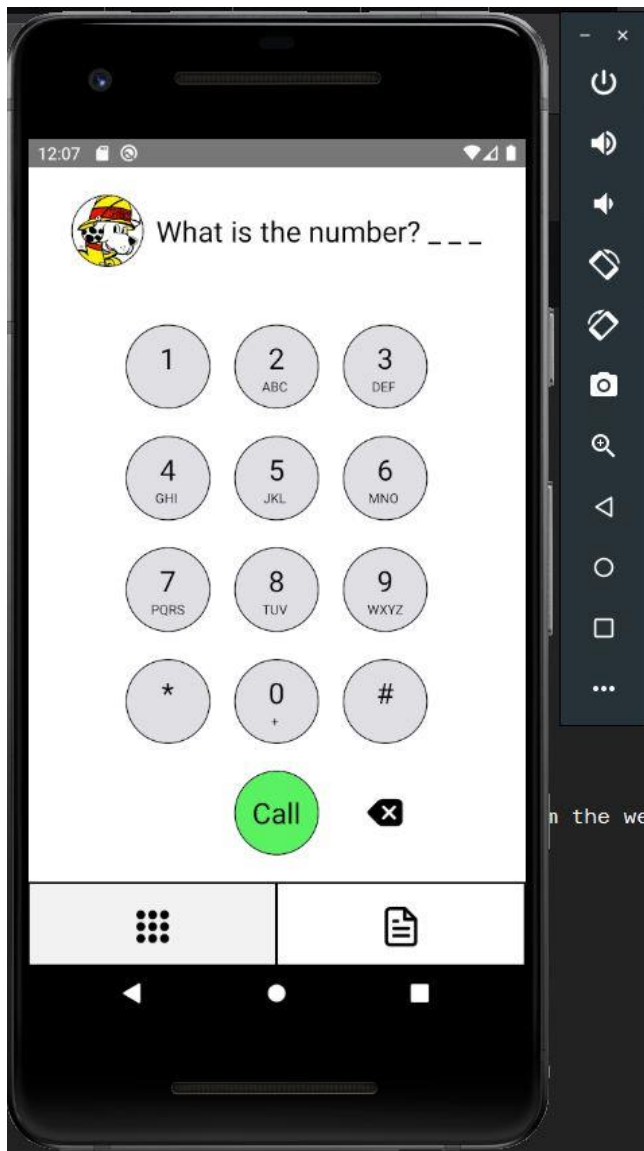 12:07
What is the number? _ _ _
1
2
ABC
3
DEF
4
GHI
5
JKL
6
MNO
7
PQRS
8
TUV
9
WXYZ
*
0
+
#
Call
the we